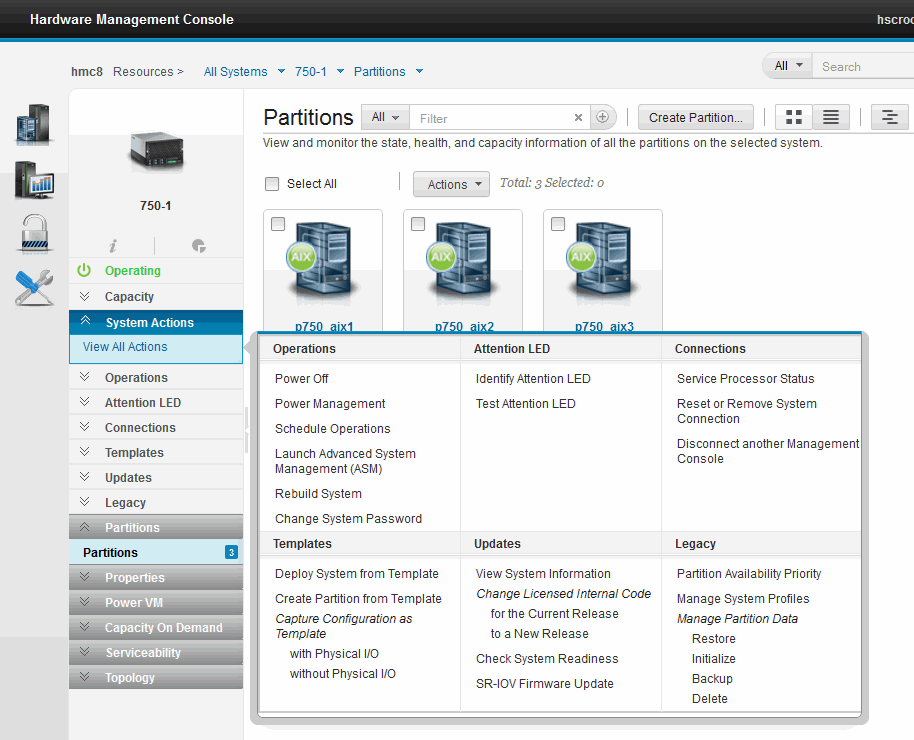 Hardware Management Console
hscroo
hmc8 Resources > All Systems 750-1 Partitions
All Search
750-1
Operating
Capacity
System Actions
View All Actions
Operations
Attention LED
Connections
Templates
Updates
Legacy
Partitions
Partitions 3
Properties
Power VM
Capacity On Demand
Serviceability
Topology
Partitions All Filter Create Partition...
View and monitor the state, health, and capacity information of all the partitions on the selected system.
Select All Actions Total: 3 Selected: 0
AIX AIX AIX
p750_aix1 p750_aix2 p750_aix3
Operations
Power Off
Power Management
Schedule Operations
Launch Advanced System
Management (ASM)
Rebuild System
Change System Password
Attention LED
Identify Attention LED
Test Attention LED
Connections
Service Processor Status
Reset or Remove System
Connection
Disconnect another Management
Console
Templates
Deploy System from Template
Create Partition from Template
Capture Configuration as
Template
with Physical I/O
without Physical I/O
Updates
View System Information
Change Licensed Internal Code
for the Current Release
to a New Release
Check System Readiness
SR-IOV Firmware Update
Legacy
Partition Availability Priority
Manage System Profiles
Manage Partition Data
Restore
Initialize
Backup
Delete